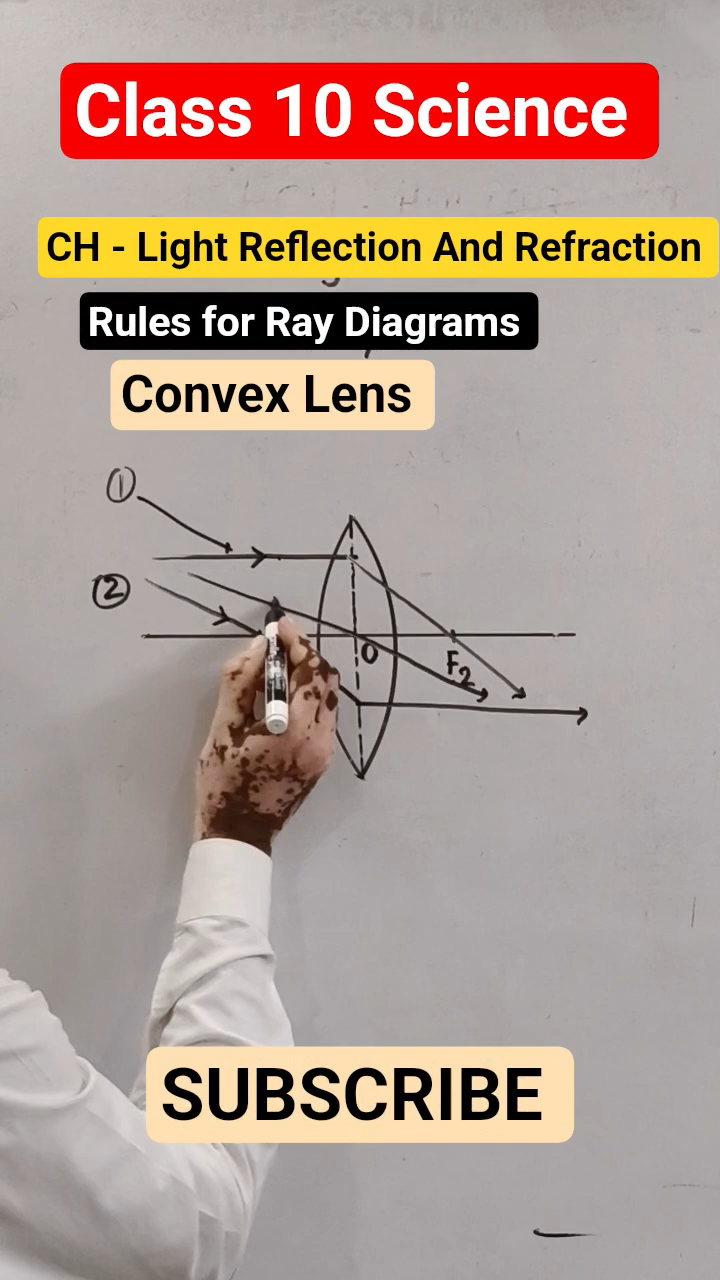 Class 10 Science
CH - Light Reflection And Refraction
Rules for Ray Diagrams
Convex Lens
①
②
O
F₂
SUBSCRIBE